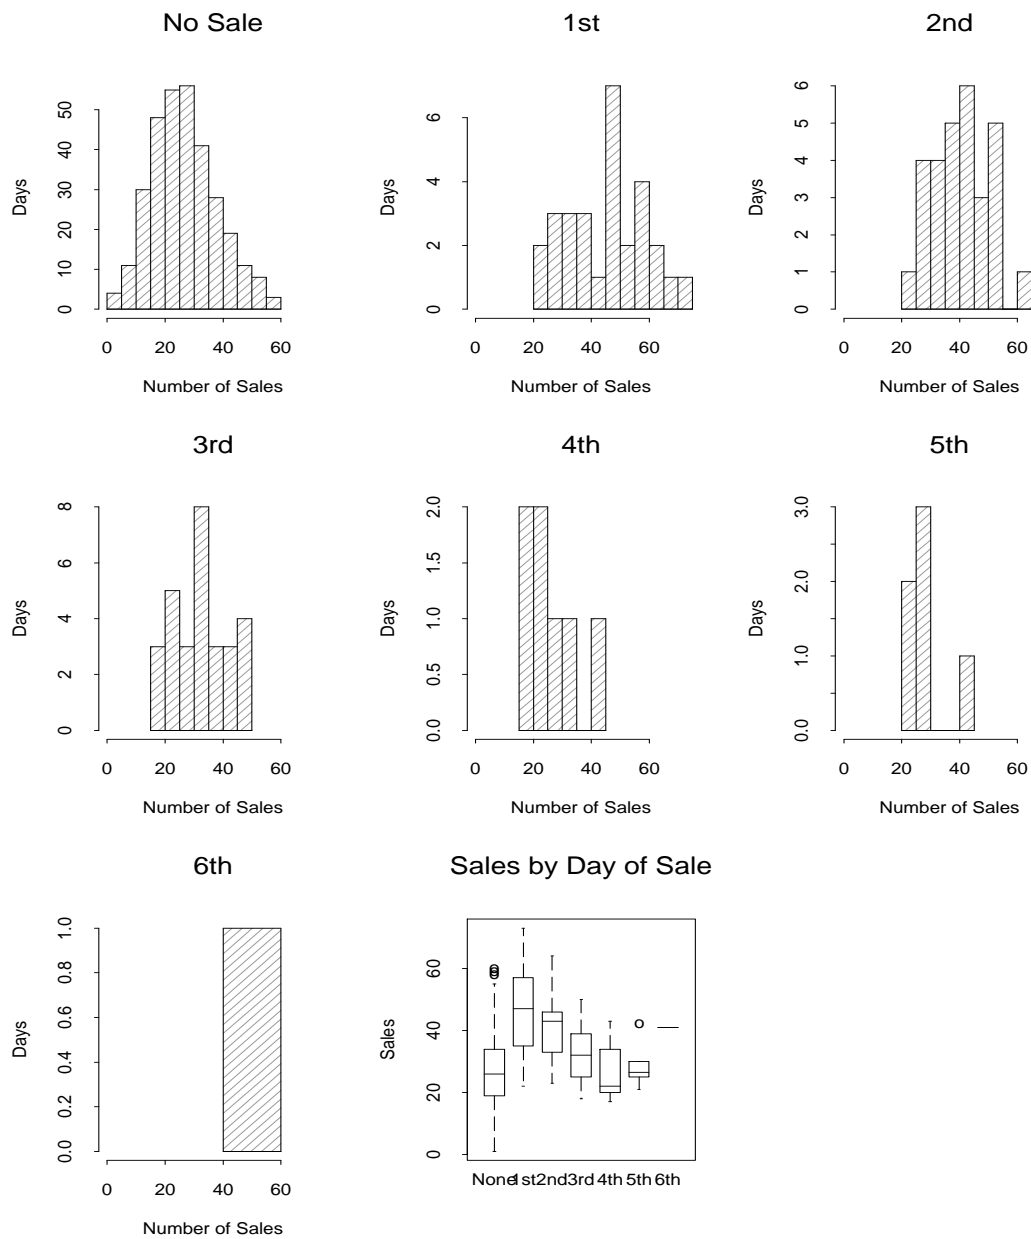 No Sale
Days
0 10 20 30 40 50
0 20 40 60
Number of Sales
1st
Days
0 2 4 6
0 20 40 60
Number of Sales
2nd
Days
0 1 2 3 4 5 6
0 20 40 60
Number of Sales
3rd
Days
0 2 4 6 8
0 20 40 60
Number of Sales
4th
Days
0.0 0.5 1.0 1.5 2.0
0 20 40 60
Number of Sales
5th
Days
0.0 1.0 2.0 3.0
0 20 40 60
Number of Sales
6th
Days
0.0 0.2 0.4 0.6 0.8 1.0
0 20 40 60
Number of Sales
Sales by Day of Sale
Sales
0 20 40 60
None 1st 2nd 3rd 4th 5th 6th